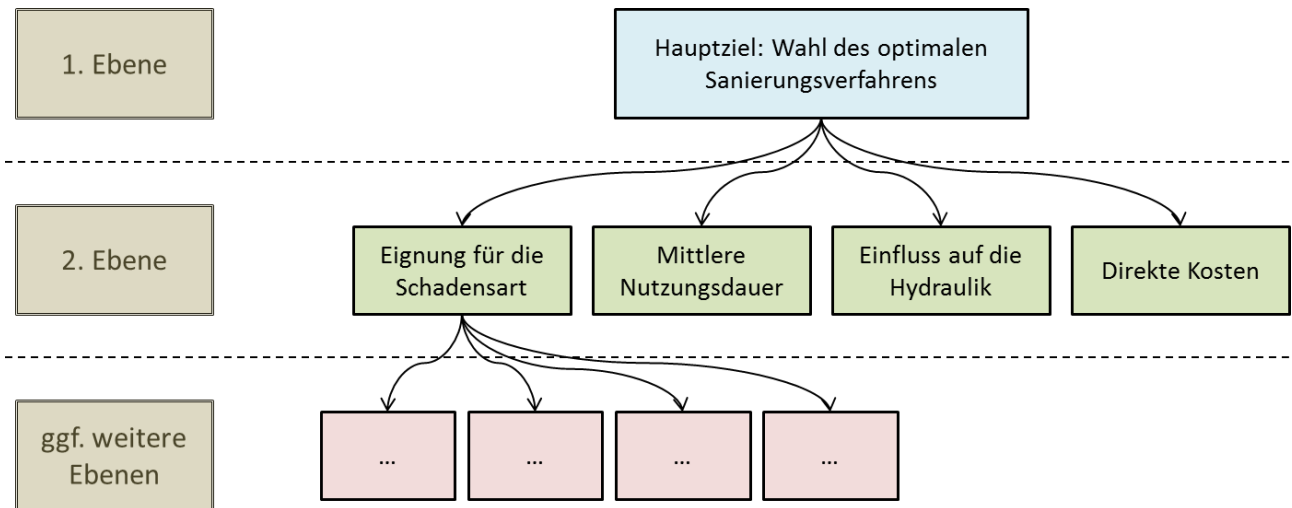 1. Ebene
Hauptziel: Wahl des optimalen
Sanierungsverfahrens
2. Ebene
Eignung für die
Schadensart
Mittlere
Nutzungsdauer
Einfluss auf die
Hydraulik
Direkte Kosten
ggf. weitere
Ebenen
...
...
...
...